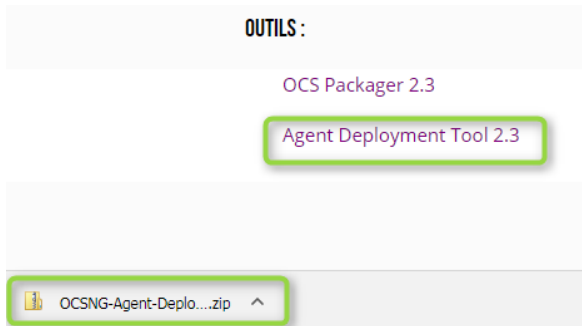 OUTILS :
OCS Packager 2.3
Agent Deployment Tool 2.3
OCSNG-Agent-Deplo....zip